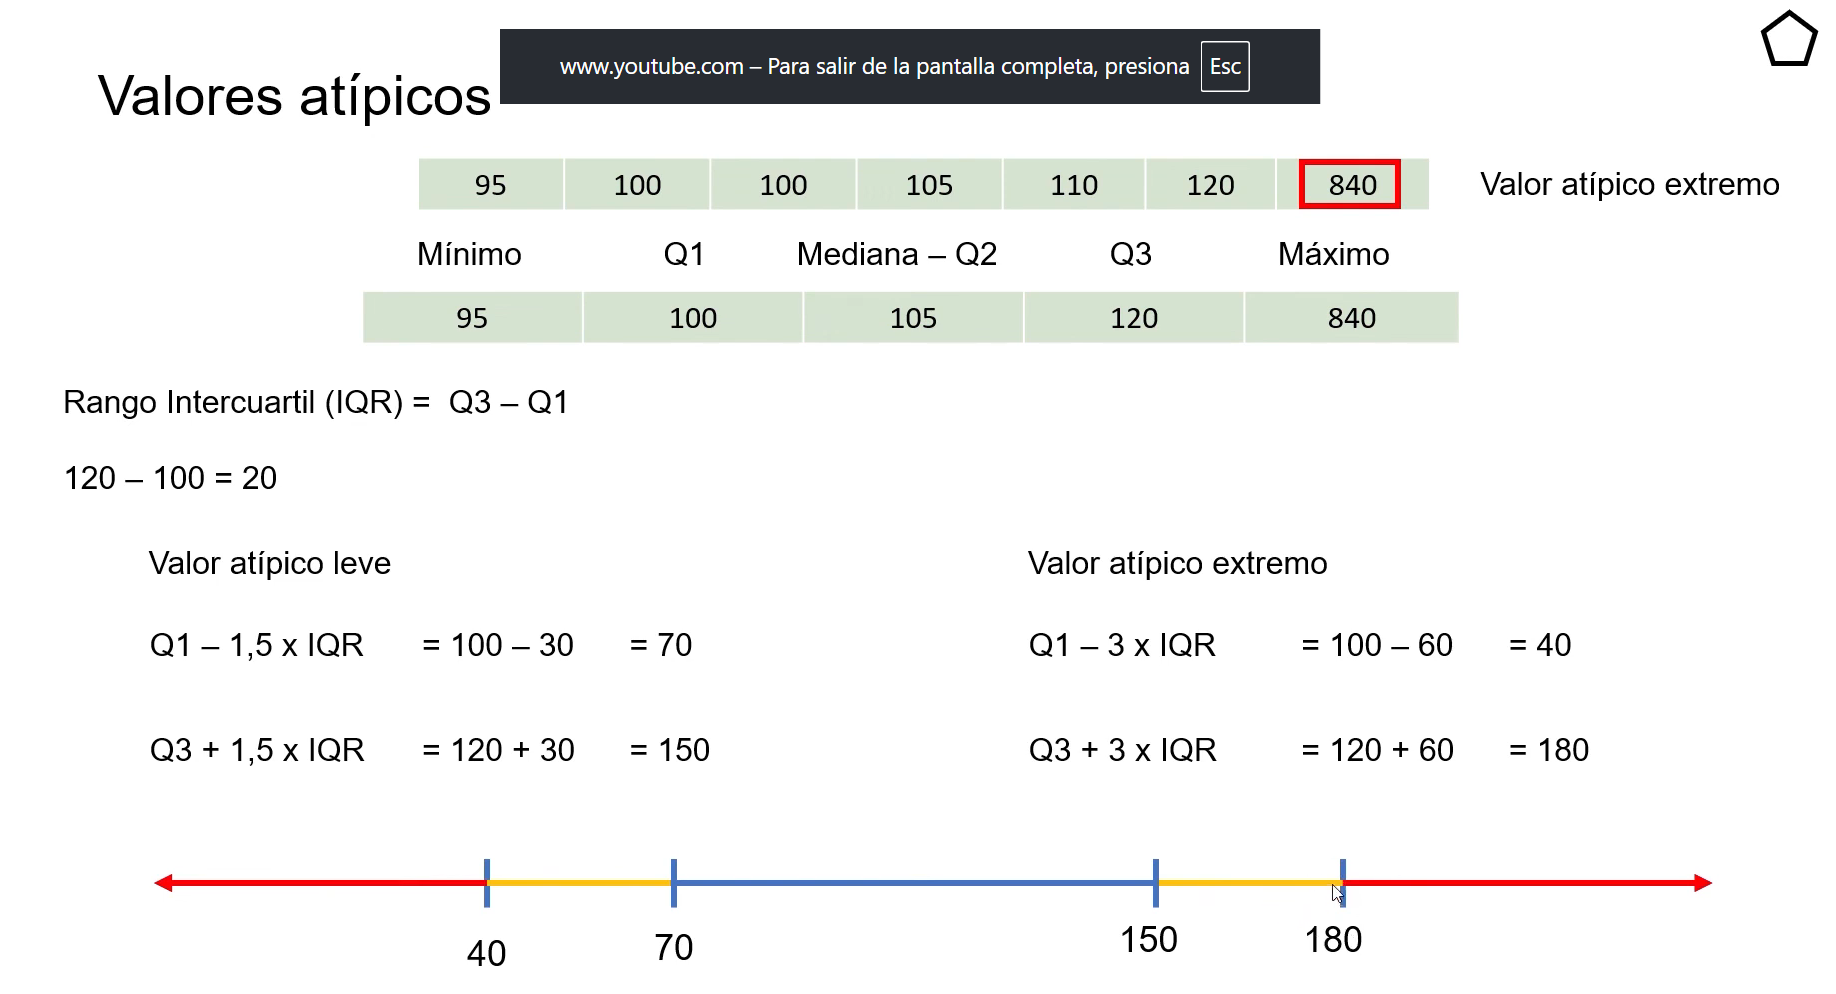 www.youtube.com – Para salir de la pantalla completa, presiona Esc
Valores atípicos
95 100 100 105 110 120 840 Valor atípico extremo
Mínimo Q1 Mediana – Q2 Q3 Máximo
95 100 105 120 840
Rango Intercuartil (IQR) = Q3 – Q1
120 – 100 = 20
Valor atípico leve Valor atípico extremo
Q1 – 1,5 x IQR = 100 – 30 = 70 Q1 – 3 x IQR = 100 – 60 = 40
Q3 + 1,5 x IQR = 120 + 30 = 150 Q3 + 3 x IQR = 120 + 60 = 180
40 70 150 180